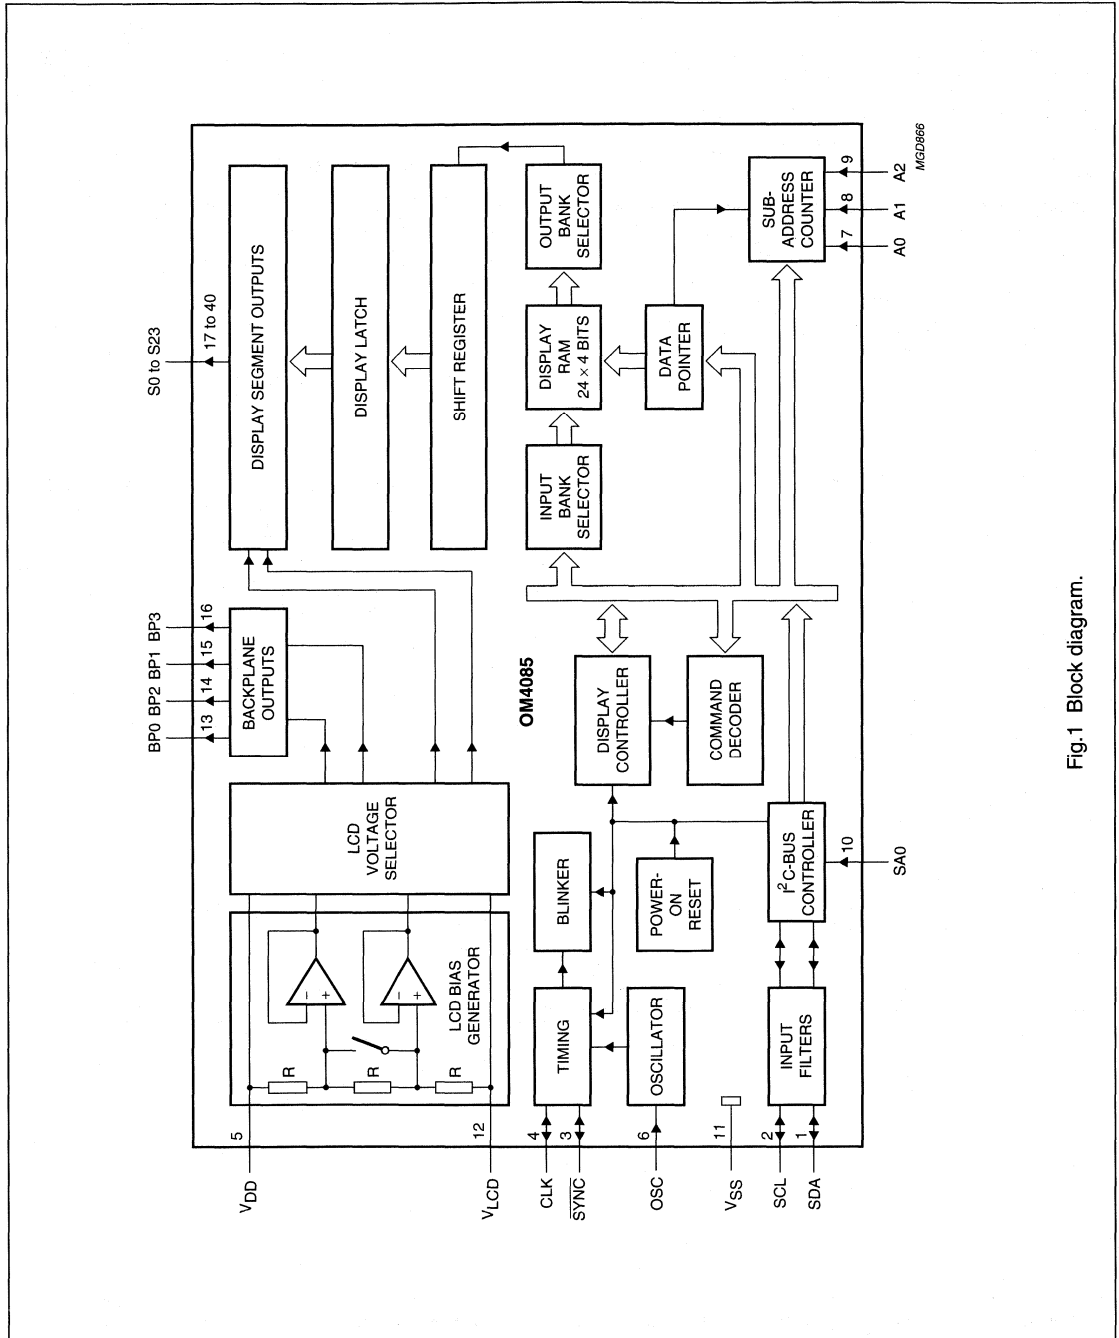 BP0 BP2 BP1 BP3
S0 to S23
13 14 15 16
17 to 40
VDD
5
R
R
R
VLCD
12
LCD BIAS
GENERATOR
LCD
VOLTAGE
SELECTOR
BACKPLANE
OUTPUTS
DISPLAY SEGMENT OUTPUTS
DISPLAY LATCH
SHIFT REGISTER
OM4085
CLK
4
SYNC
3
TIMING
BLINKER
DISPLAY
CONTROLLER
INPUT
BANK
SELECTOR
DISPLAY
RAM
24 × 4 BITS
OUTPUT
BANK
SELECTOR
OSC
6
OSCILLATOR
POWER-
ON
RESET
COMMAND
DECODER
DATA
POINTER
VSS
11
SCL
2
SDA
1
INPUT
FILTERS
I2C-BUS
CONTROLLER
SUB-
ADDRESS
COUNTER
10
SA0
7 8 9
A0 A1 A2
MGD866
Fig.1 Block diagram.